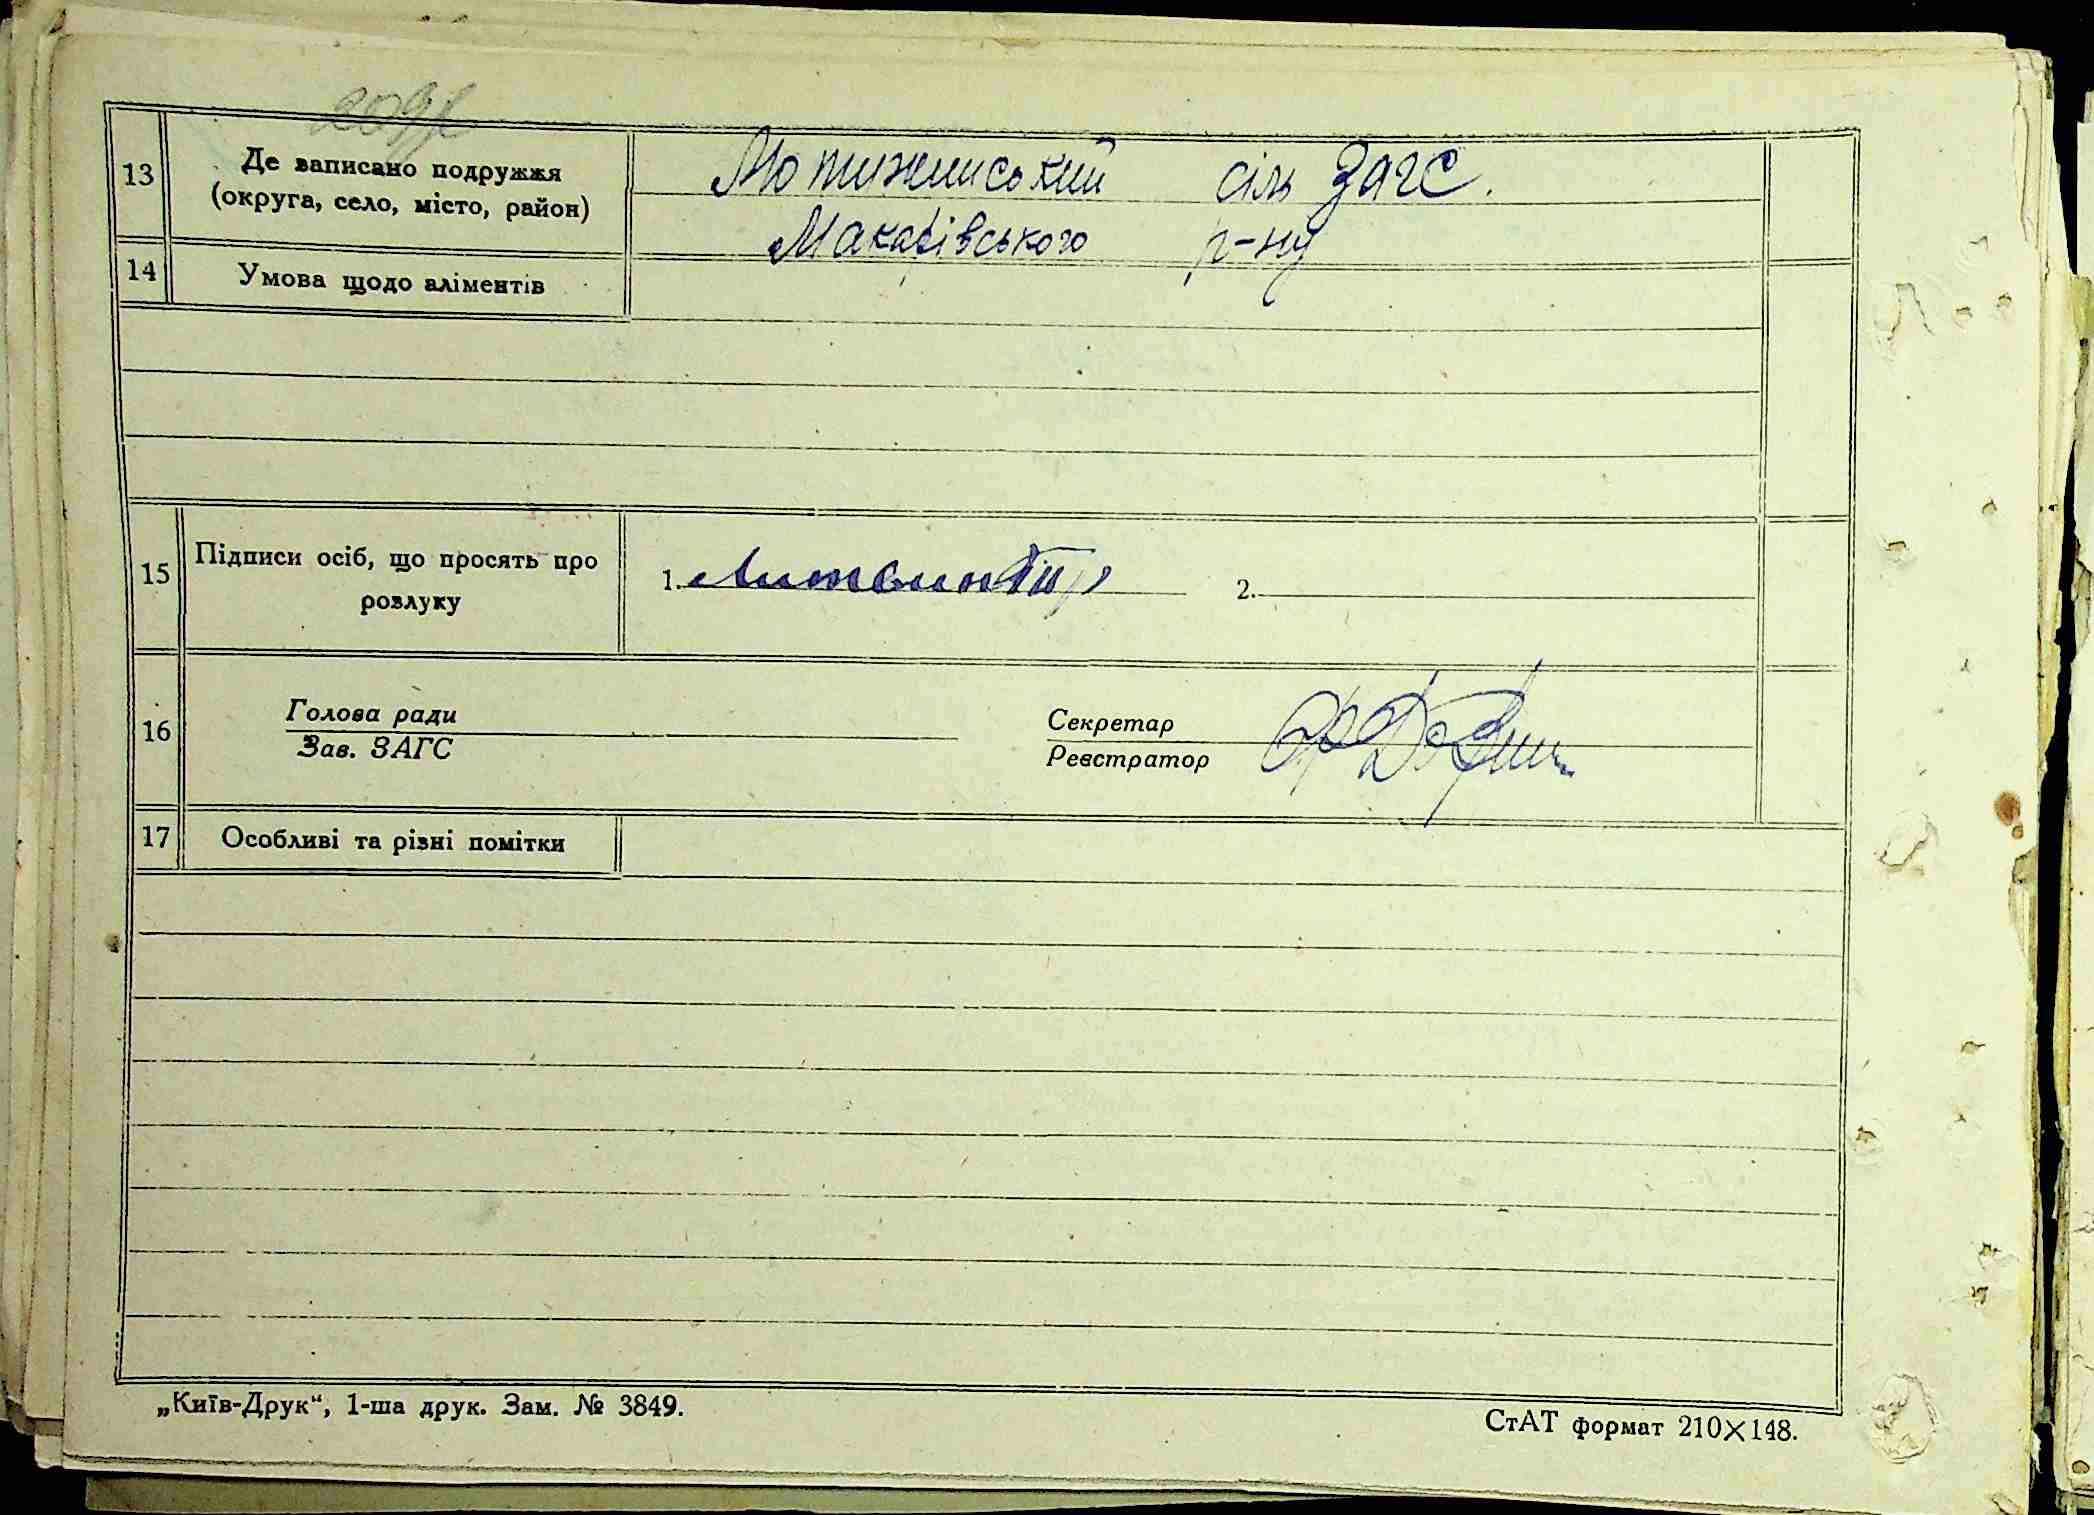 13
Де записано подружжя
(округа, село, місто, район)
Мотижинський сіль ЗАГС.
Макарівського р-ну
14
Умова щодо аліментів
15
Підписи осіб, що просять про
розлуку
1. Литвин
2.
16
Голова ради
Зав. ЗАГС
Секретар
Реєстратор
17
Особливі та різні помітки
„Київ-Друк“, 1-ша друк. Зам. № 3849.
СтАТ формат 210×148.